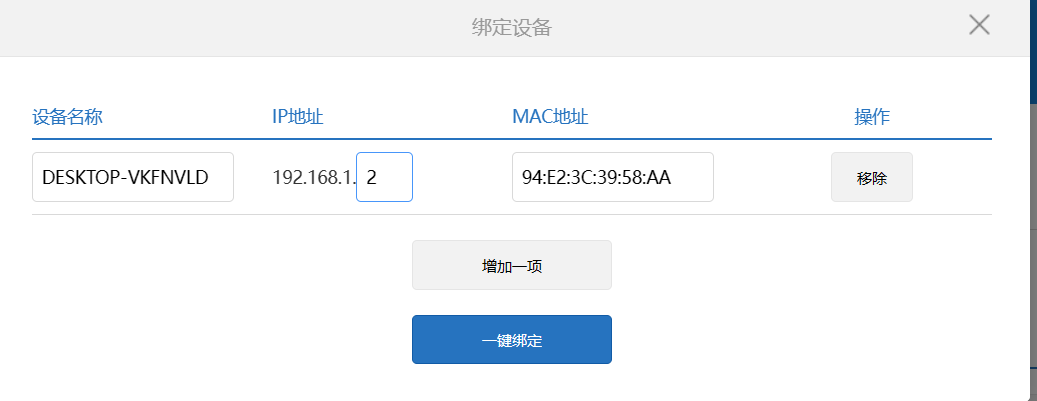 绑定设备
设备名称 IP地址 MAC地址 操作
DESKTOP-VKFNVLD 192.168.1. 2 94:E2:3C:39:58:AA 移除
增加一项
一键绑定